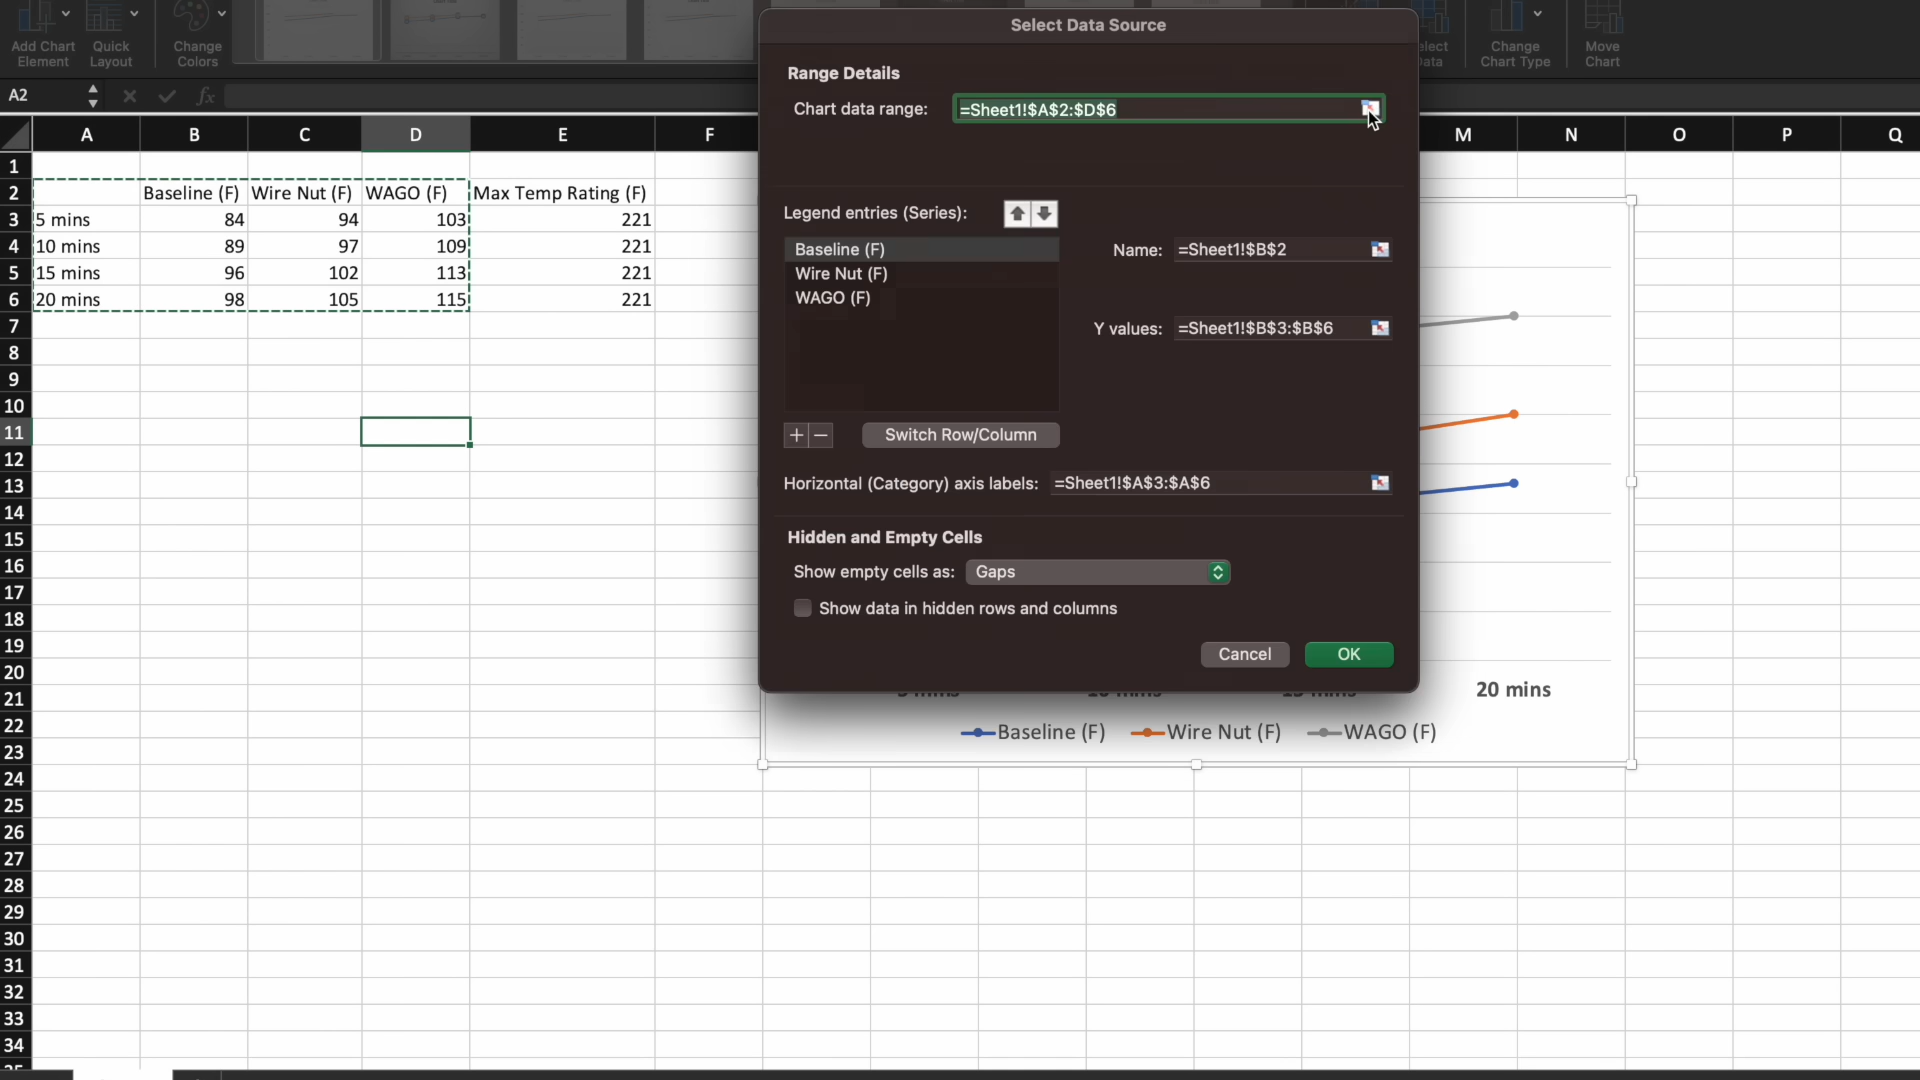 Select Data Source
Add Chart Element
Quick Layout
Change Colors
Change Chart Type
Move Chart
A2
fx
Range Details
Chart data range: =Sheet1!$A$2:$D$6
A B C D E F M N O P Q
1
2 Baseline (F) Wire Nut (F) WAGO (F) Max Temp Rating (F)
3 5 mins 84 94 103 221
4 10 mins 89 97 109 221
5 15 mins 96 102 113 221
6 20 mins 98 105 115 221
7
8
9
10
11
12
13
14
15
16
17
18
19
20
21
22
23
24
25
26
27
28
29
30
31
32
33
34
Legend entries (Series):
Baseline (F)
Wire Nut (F)
WAGO (F)
Name: =Sheet1!$B$2
Y values: =Sheet1!$B$3:$B$6
Switch Row/Column
Horizontal (Category) axis labels: =Sheet1!$A$3:$A$6
Hidden and Empty Cells
Show empty cells as: Gaps
Show data in hidden rows and columns
Cancel OK
20 mins
Baseline (F) Wire Nut (F) WAGO (F)